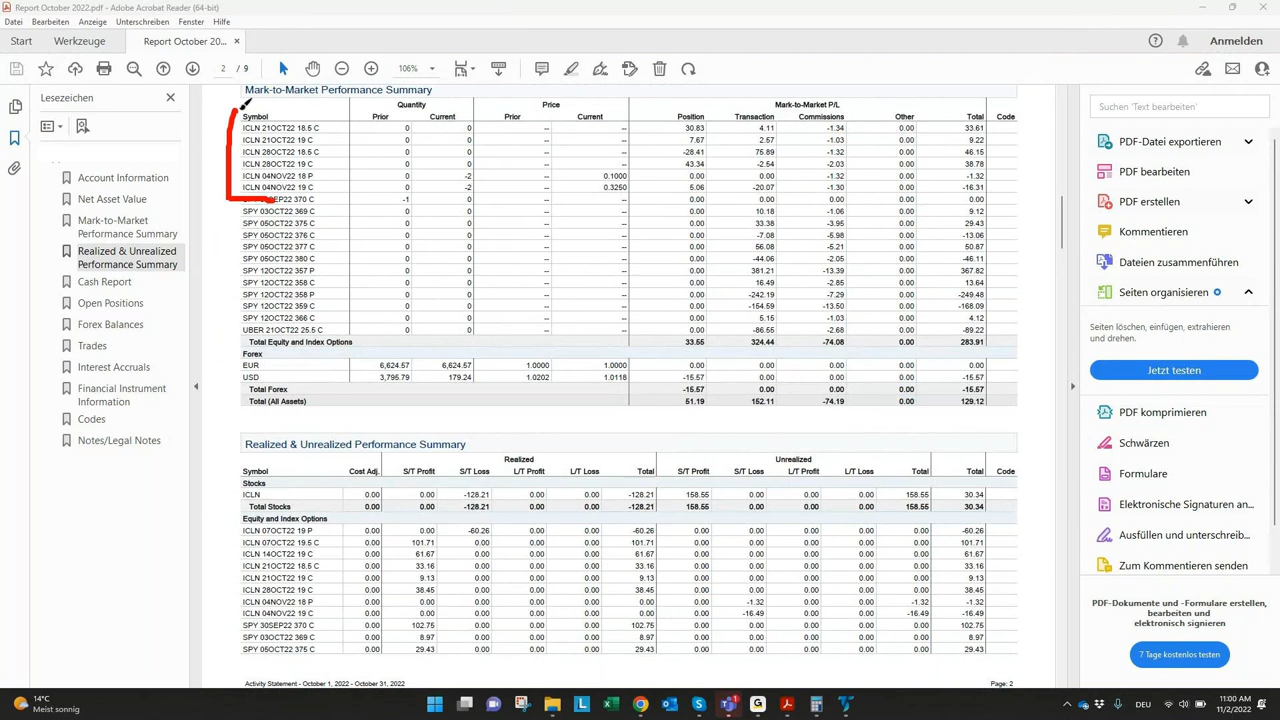 Report October 2022.pdf - Adobe Acrobat Reader (64-bit)
Datei Bearbeiten Anzeige Unterschreiben Fenster Hilfe
Start Werkzeuge Report October 20... × Anmelden
2 / 9 106%
Lesezeichen
Account Information
Net Asset Value
Mark-to-Market
Performance Summary
Realized & Unrealized
Performance Summary
Cash Report
Open Positions
Forex Balances
Trades
Interest Accruals
Financial Instrument
Information
Codes
Notes/Legal Notes
Mark-to-Market Performance Summary
Quantity Price Mark-to-Market P/L
Symbol Prior Current Prior Current Position Transaction Commissions Other Total Code
ICLN 21OCT22 18.5 C 0 0 -- -- 30.83 4.11 -1.34 0.00 33.61
ICLN 21OCT22 19 C 0 0 -- -- 7.67 2.57 -1.03 0.00 9.22
ICLN 28OCT22 18.5 C 0 0 -- -- -28.41 75.89 -1.32 0.00 46.15
ICLN 28OCT22 19 C 0 0 -- -- 43.34 -2.54 -2.03 0.00 38.78
ICLN 04NOV22 18 P 0 -2 -- 0.1000 0.00 0.00 -1.32 0.00 -1.32
ICLN 04NOV22 19 C 0 -2 -- 0.3250 5.06 -20.07 -1.30 0.00 -16.31
SEP22 370 C -1 0 -- -- 0.00 0.00 0.00 0.00 0.00
SPY 03OCT22 369 C 0 0 -- -- 0.00 10.18 -1.06 0.00 9.12
SPY 05OCT22 375 C 0 0 -- -- 0.00 33.38 -3.95 0.00 29.43
SPY 05OCT22 376 C 0 0 -- -- 0.00 -7.08 -5.98 0.00 -13.06
SPY 05OCT22 377 C 0 0 -- -- 0.00 56.08 -5.21 0.00 50.87
SPY 05OCT22 380 C 0 0 -- -- 0.00 -44.06 -2.05 0.00 -46.11
SPY 12OCT22 357 P 0 0 -- -- 0.00 381.21 -13.39 0.00 367.82
SPY 12OCT22 358 C 0 0 -- -- 0.00 16.49 -2.85 0.00 13.64
SPY 12OCT22 358 P 0 0 -- -- 0.00 -242.19 -7.29 0.00 -249.48
SPY 12OCT22 359 C 0 0 -- -- 0.00 -154.59 -13.50 0.00 -168.09
SPY 12OCT22 366 C 0 0 -- -- 0.00 5.15 -1.03 0.00 4.12
UBER 21OCT22 25.5 C 0 0 -- -- 0.00 -86.55 -2.68 0.00 -89.22
Total Equity and Index Options 33.55 324.44 -74.08 0.00 283.91
Forex
EUR 6,624.57 6,624.57 1.0000 1.0000 0.00 0.00 0.00 0.00 0.00
USD 3,795.79 179.24 1.0202 1.0118 -15.57 0.00 0.00 0.00 -15.57
Total Forex -15.57 0.00 0.00 0.00 -15.57
Total (All Assets) 51.19 152.11 -74.19 0.00 129.12
Realized & Unrealized Performance Summary
Realized Unrealized
Symbol Cost Adj. S/T Profit S/T Loss L/T Profit L/T Loss Total S/T Profit S/T Loss L/T Profit L/T Loss Total Total Code
Stocks
ICLN 0.00 0.00 -128.21 0.00 0.00 -128.21 158.55 0.00 0.00 0.00 158.55 30.34
Total Stocks 0.00 0.00 -128.21 0.00 0.00 -128.21 158.55 0.00 0.00 0.00 158.55 30.34
Equity and Index Options
ICLN 07OCT22 19 P 0.00 0.00 -60.26 0.00 0.00 -60.26 0.00 0.00 0.00 0.00 0.00 -60.26
ICLN 07OCT22 19.5 C 0.00 101.71 0.00 0.00 0.00 101.71 0.00 0.00 0.00 0.00 0.00 101.71
ICLN 14OCT22 19 C 0.00 61.67 0.00 0.00 0.00 61.67 0.00 0.00 0.00 0.00 0.00 61.67
ICLN 21OCT22 18.5 C 0.00 33.16 0.00 0.00 0.00 33.16 0.00 0.00 0.00 0.00 0.00 33.16
ICLN 21OCT22 19 C 0.00 9.13 0.00 0.00 0.00 9.13 0.00 0.00 0.00 0.00 0.00 9.13
ICLN 28OCT22 19 C 0.00 38.45 0.00 0.00 0.00 38.45 0.00 0.00 0.00 0.00 0.00 38.45
ICLN 04NOV22 18 P 0.00 0.00 0.00 0.00 0.00 0.00 0.00 -1.32 0.00 0.00 -1.32 -1.32
ICLN 04NOV22 19 C 0.00 0.00 0.00 0.00 0.00 0.00 0.00 -16.49 0.00 0.00 -16.49 -16.49
SPY 30SEP22 370 C 0.00 102.75 0.00 0.00 0.00 102.75 0.00 0.00 0.00 0.00 0.00 102.75
SPY 03OCT22 369 C 0.00 8.97 0.00 0.00 0.00 8.97 0.00 0.00 0.00 0.00 0.00 8.97
SPY 05OCT22 375 C 0.00 29.43 0.00 0.00 0.00 29.43 0.00 0.00 0.00 0.00 0.00 29.43
Activity Statement - October 1, 2022 - October 31, 2022 Page: 2
Suchen 'Text bearbeiten'
PDF-Datei exportieren
PDF bearbeiten
PDF erstellen
Kommentieren
Dateien zusammenführen
Seiten organisieren
Seiten löschen, einfügen, extrahieren
und drehen.
Jetzt testen
PDF komprimieren
Schwärzen
Formulare
Elektronische Signaturen an...
Ausfüllen und unterschreib...
Zum Kommentieren senden
PDF-Dokumente und -Formulare erstellen,
bearbeiten und
elektronisch signieren
7 Tage kostenlos testen
14°C
Meist sonnig
DEU
11:00 AM
11/2/2022